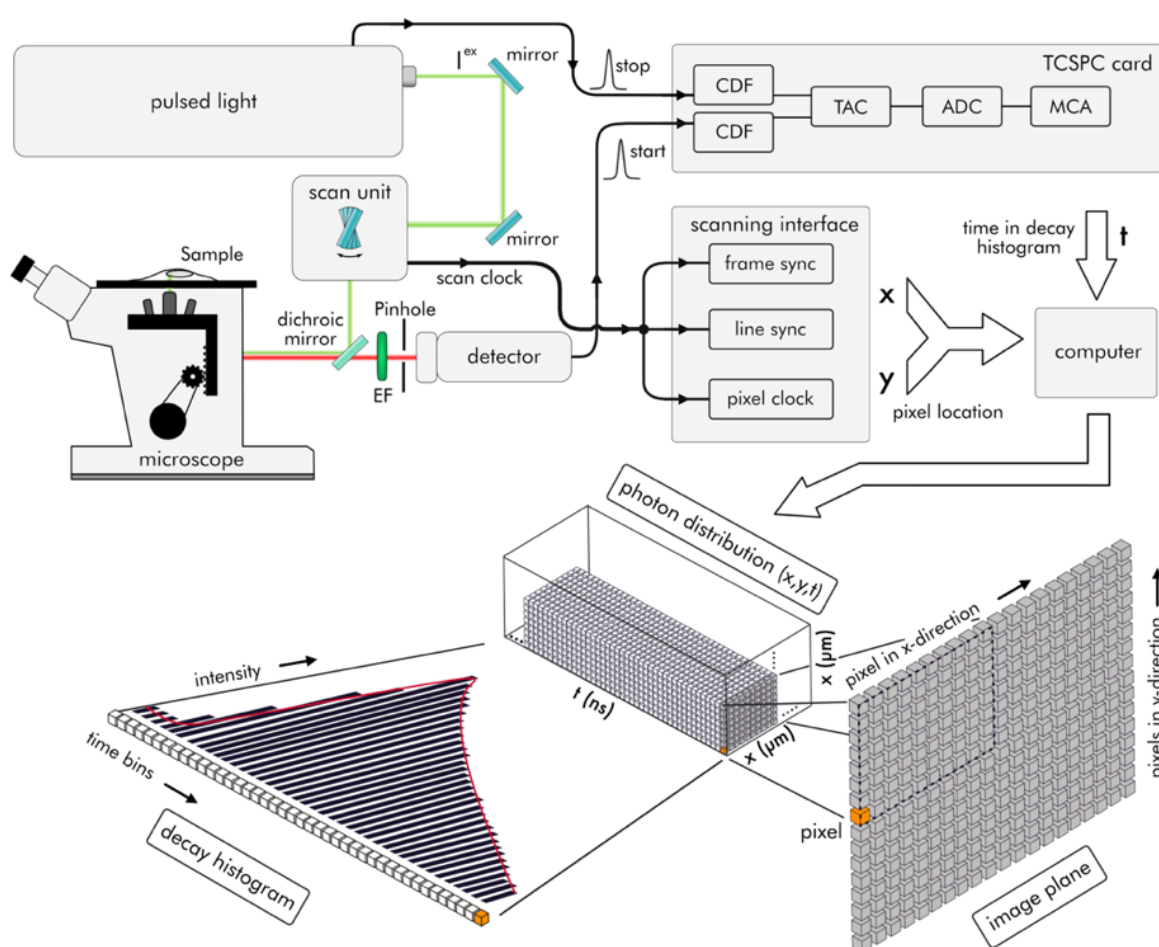 pulsed light
I^ex
mirror
stop
start
TCSPC card
CDF
CDF
TAC
ADC
MCA
scan unit
mirror
scan clock
Sample
dichroic
mirror
Pinhole
EF
detector
microscope
scanning interface
frame sync
line sync
pixel clock
x
y
pixel location
time in decay
histogram
t
computer
photon distribution (x,y,t)
x (μm)
x (μm)
t (ns)
intensity
time bins
decay histogram
pixel in x-direction
pixels in y-direction
pixel
image plane